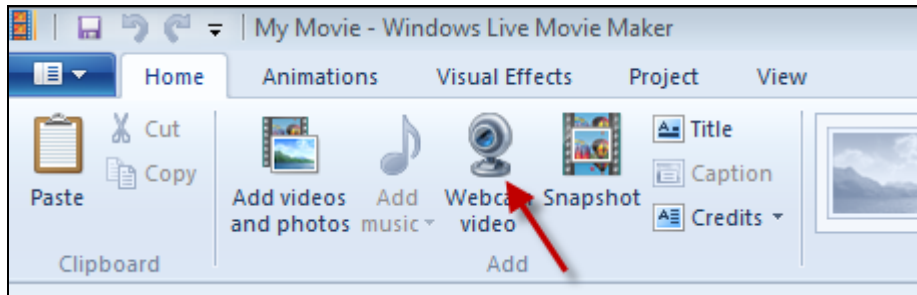 My Movie - Windows Live Movie Maker
Home Animations Visual Effects Project View
Cut
Copy
Paste
Add videos
and photos
Add
music
Webcam
video
Snapshot
Title
Caption
Credits
Clipboard
Add